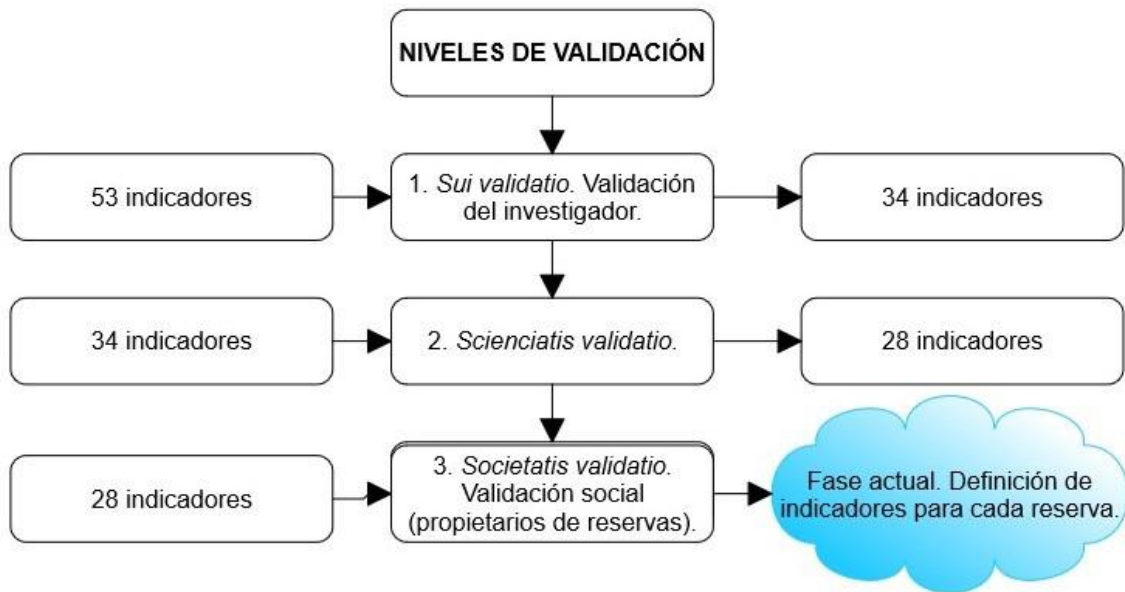 NIVELES DE VALIDACIÓN
53 indicadores
1. Sui validatio. Validación
del investigador.
34 indicadores
34 indicadores
2. Scienciatis validatio.
28 indicadores
28 indicadores
3. Societatis validatio.
Validación social
(propietarios de reservas).
Fase actual. Definición de
indicadores para cada reserva.